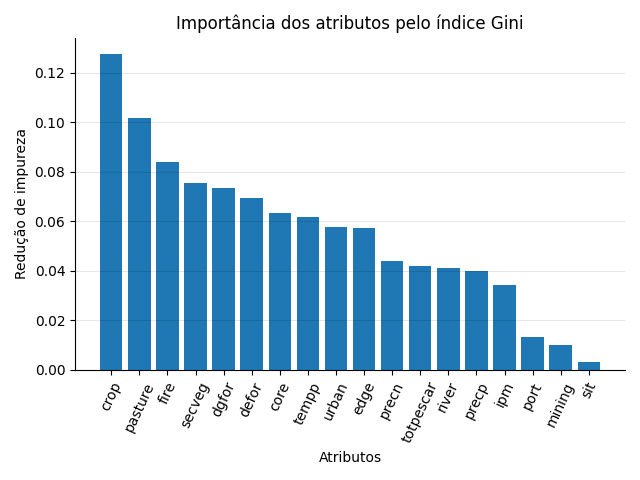 Importância dos atributos pelo índice Gini
Redução de impureza
0.12
0.10
0.08
0.06
0.04
0.02
0.00
crop
pasture
fire
secveg
dgfor
defor
core
tempp
urban
edge
precn
totpescar
river
precp
ipm
port
mining
sit
Atributos